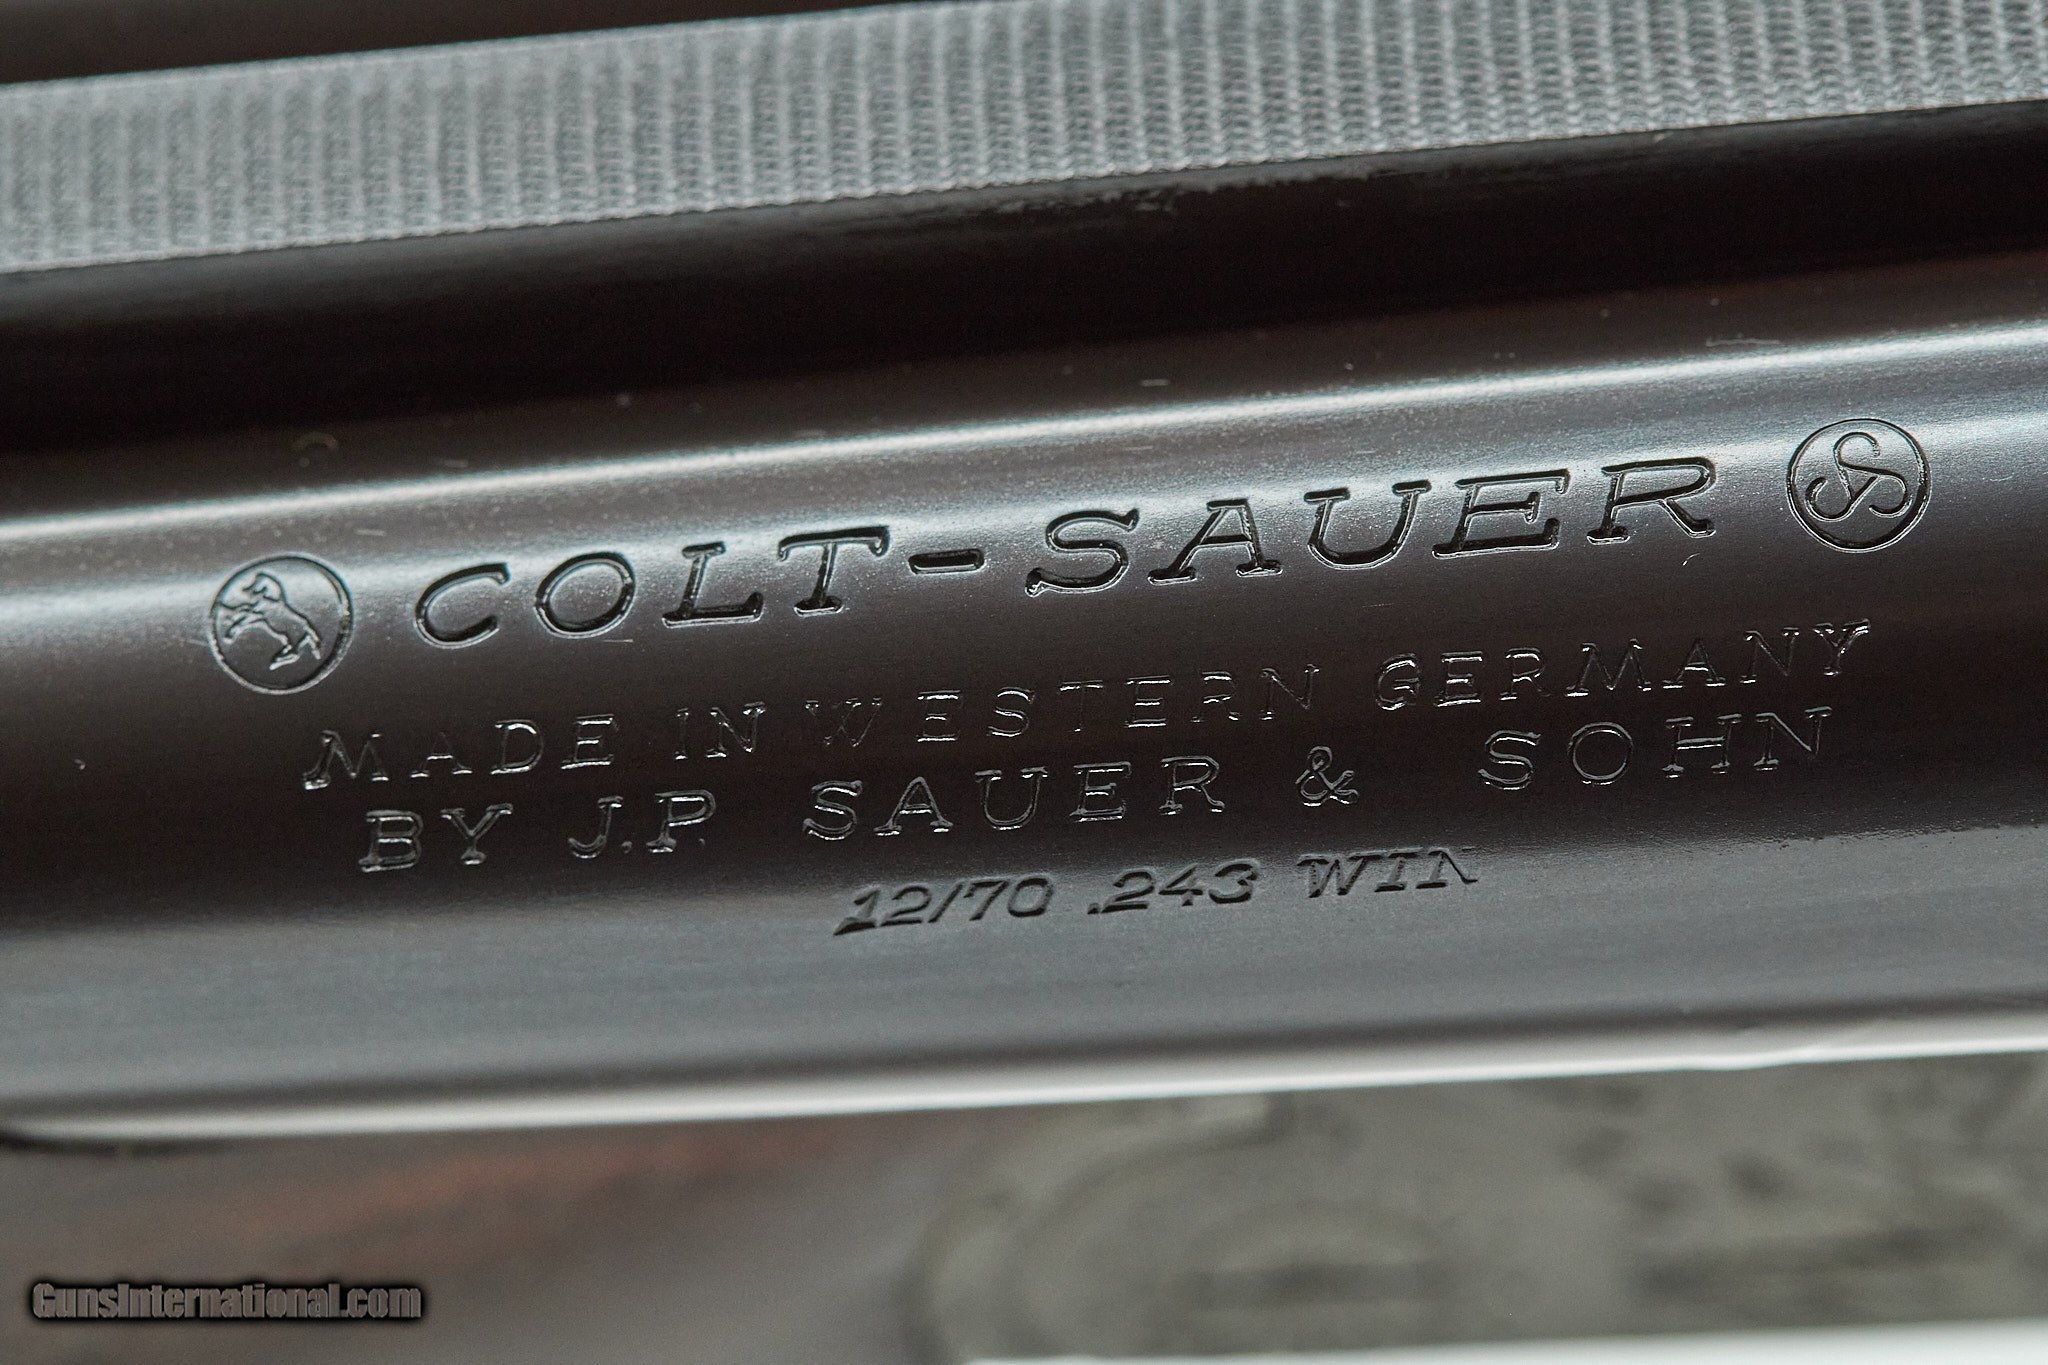 COLT-SAUER
MADE IN WESTERN GERMANY
BY J.P. SAUER & SOHN
12/70 .243 WIN
GunsInternational.com